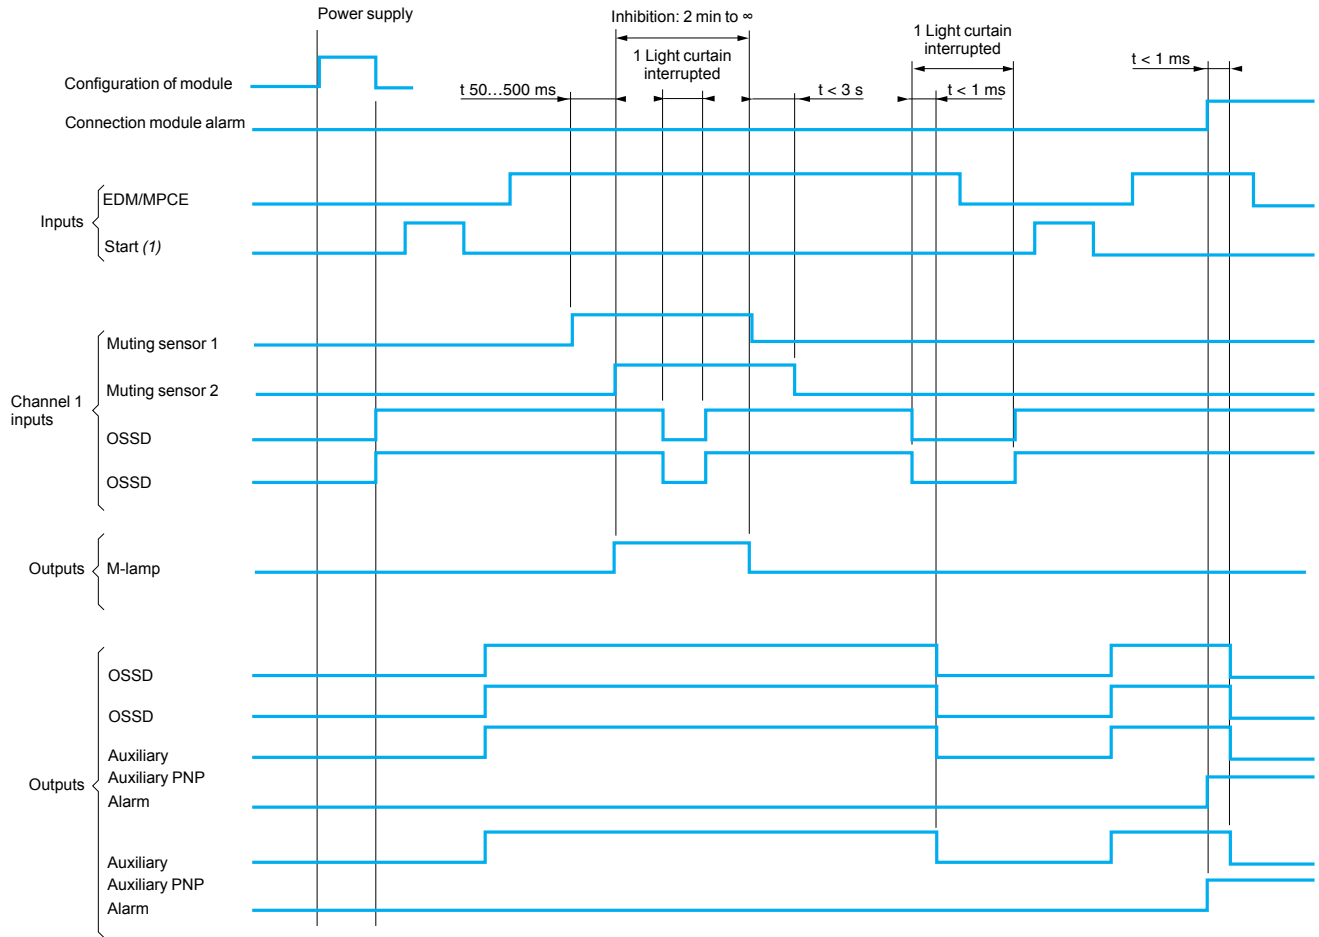 Power supply
Inhibition: 2 min to ∞
1 Light curtain
interrupted
1 Light curtain
interrupted
t < 1 ms
Configuration of module
t 50...500 ms
t < 3 s
t < 1 ms
Connection module alarm
Inputs
EDM/MPCE
Start (1)
Channel 1
inputs
Muting sensor 1
Muting sensor 2
OSSD
OSSD
Outputs
M-lamp
Outputs
OSSD
OSSD
Auxiliary
Auxiliary PNP
Alarm
Auxiliary
Auxiliary PNP
Alarm